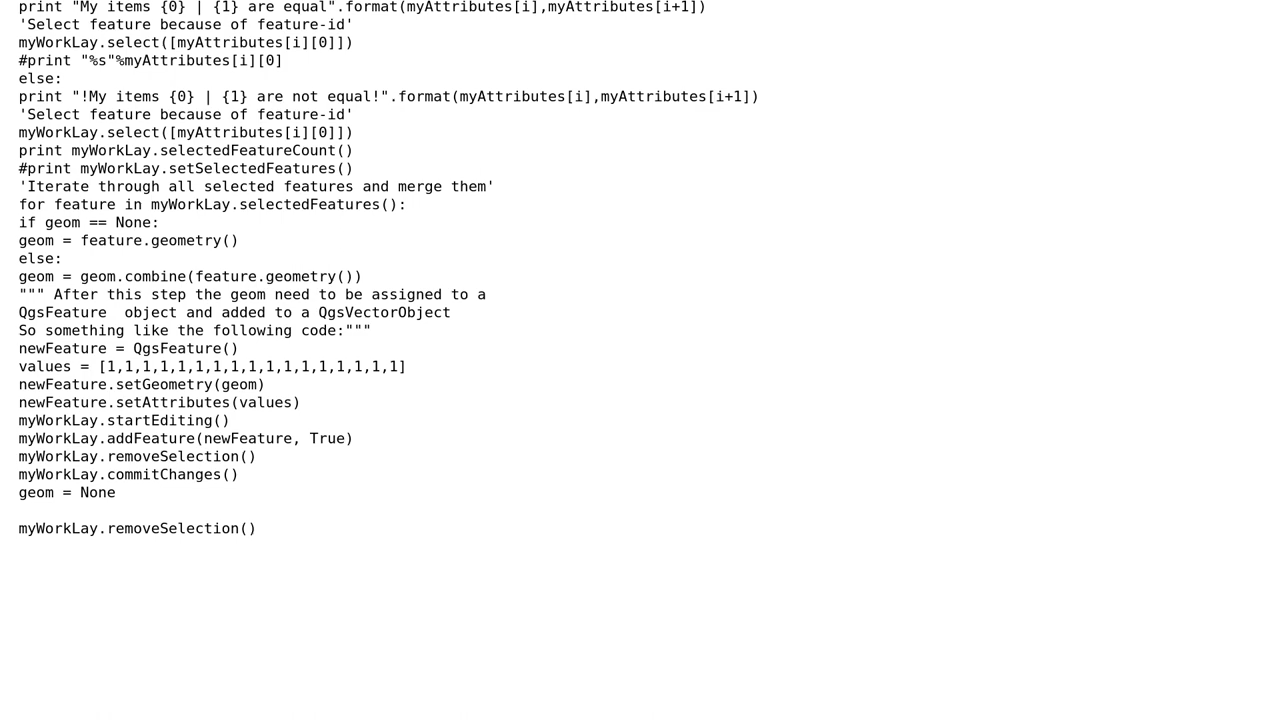 print "My items {0} | {1} are equal".format(myAttributes[i],myAttributes[i+1])
'Select feature because of feature-id'
myWorkLay.select([myAttributes[i][0]])
#print "%s"%myAttributes[i][0]
else:
print "!My items {0} | {1} are not equal!".format(myAttributes[i],myAttributes[i+1])
'Select feature because of feature-id'
myWorkLay.select([myAttributes[i][0]])
print myWorkLay.selectedFeatureCount()
#print myWorkLay.setSelectedFeatures()
'Iterate through all selected features and merge them'
for feature in myWorkLay.selectedFeatures():
if geom == None:
geom = feature.geometry()
else:
geom = geom.combine(feature.geometry())
""" After this step the geom need to be assigned to a
QgsFeature  object and added to a QgsVectorObject
So something like the following code:"""
newFeature = QgsFeature()
values = [1,1,1,1,1,1,1,1,1,1,1,1,1,1,1,1,1]
newFeature.setGeometry(geom)
newFeature.setAttributes(values)
myWorkLay.startEditing()
myWorkLay.addFeature(newFeature, True)
myWorkLay.removeSelection()
myWorkLay.commitChanges()
geom = None
myWorkLay.removeSelection()